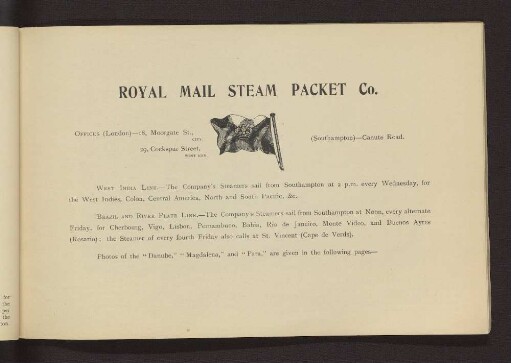 ROYAL MAIL STEAM PACKET Co.
OFFICES (London)—18, Moorgate St.,
29, Cockspur Street,
(Southampton)—Canute Road.
WEST INDIA LINE.—The Company's Steamers sail from Southampton at 2 p.m. every Wednesday, for
the West Indies, Colon, Central America, North and South Pacific, &c.
BRAZIL AND RIVER PLATE LINE.—The Company's Steamers sail from Southampton at Noon, every alternate
Friday, for Cherbourg, Vigo, Lisbon, Pernambuco, Bahia, Rio de Janeiro, Monte Video, and Buenos Ayres
(Rosario); the Steamer of every fourth Friday also calls at St. Vincent (Cape de Verds).
Photos of the "Danube," "Magdalena," and "Para," are given in the following pages—
for
the